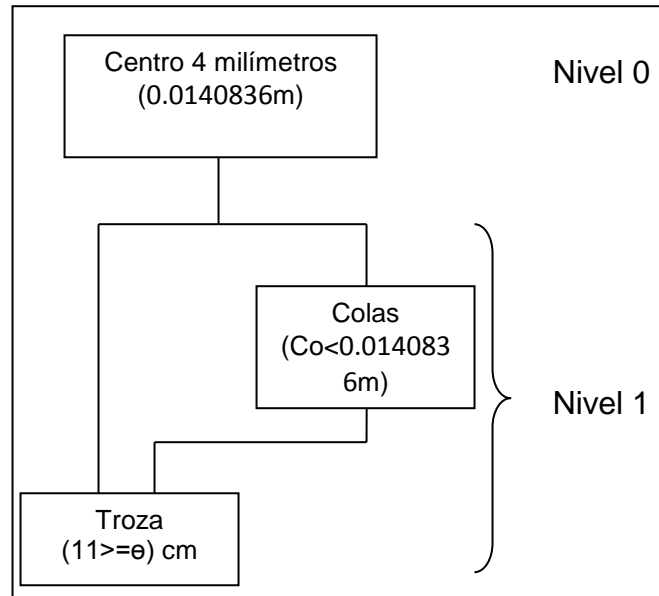 Centro 4 milímetros
(0.0140836m)
Nivel 0
Colas
(Co<0.014083
6m)
Nivel 1
Troza
(11>=ɵ) cm